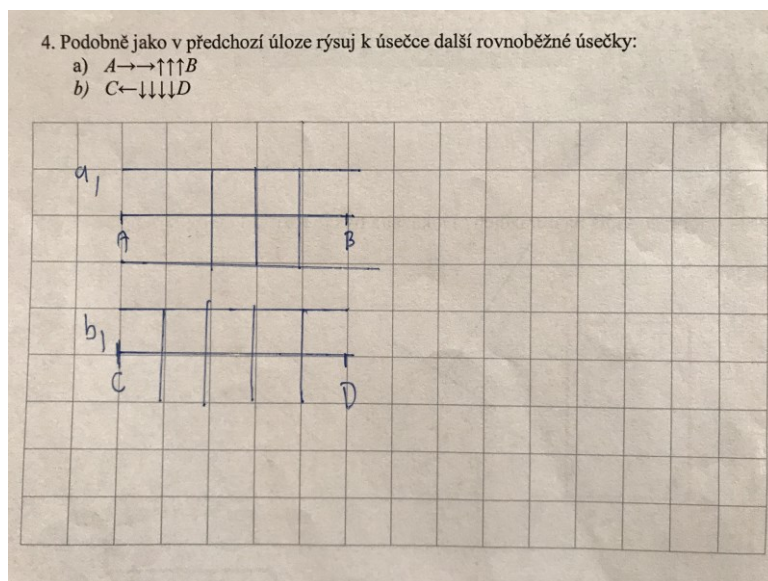 4. Podobně jako v předchozí úloze rýsuj k úsečce další rovnoběžné úsečky:
a) A→→↑↑↑B
b) C←↓↓↓↓D
a)
A B
b)
C D